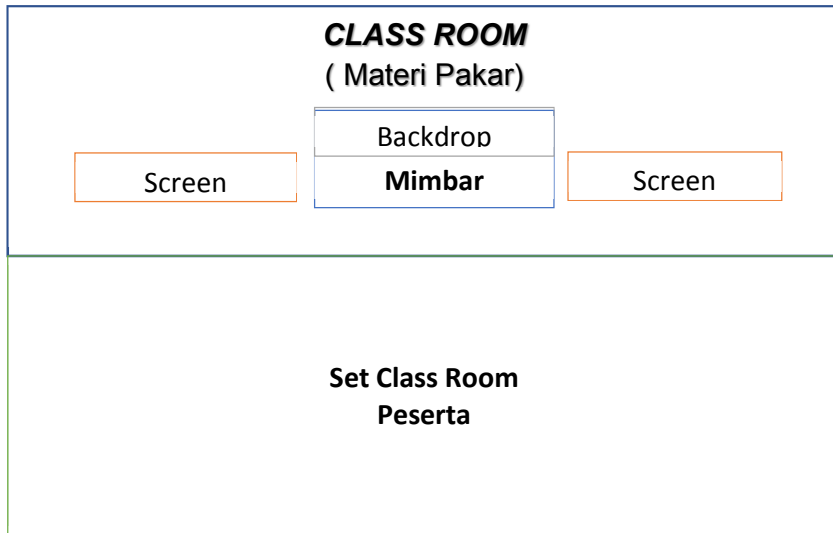 CLASS ROOM
( Materi Pakar)
Backdrop
Screen
Mimbar
Screen
Set Class Room
Peserta